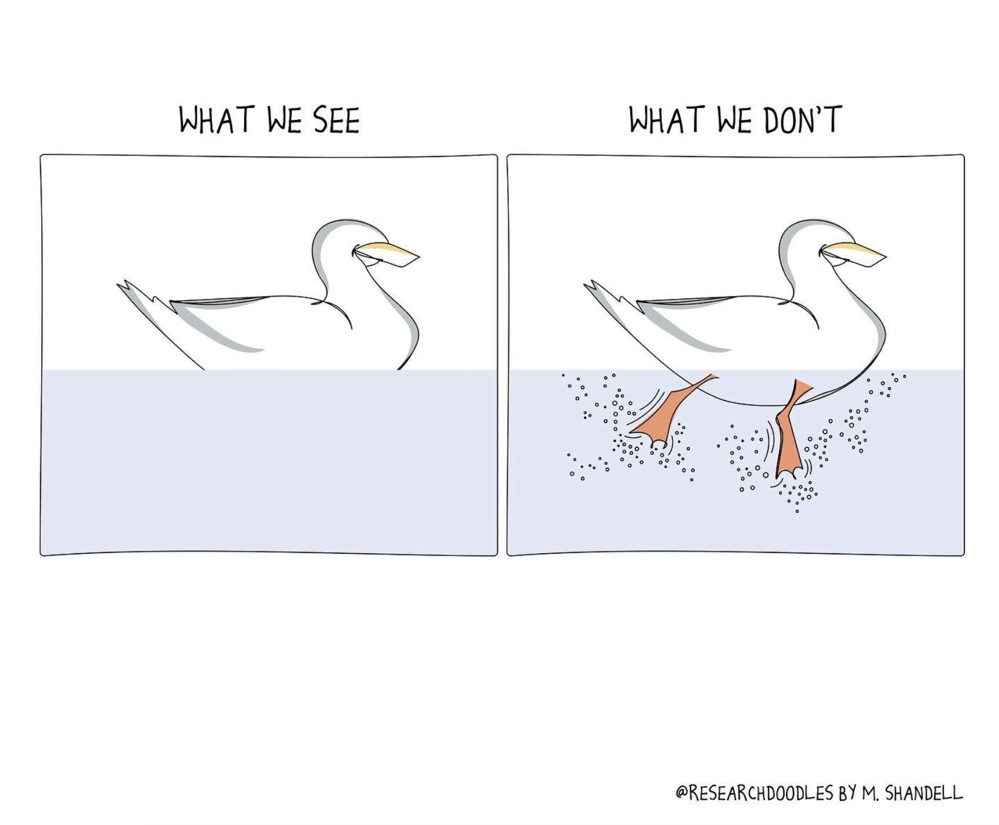 WHAT WE SEE
WHAT WE DON'T
@RESEARCHDOODLES BY M. SHANDELL